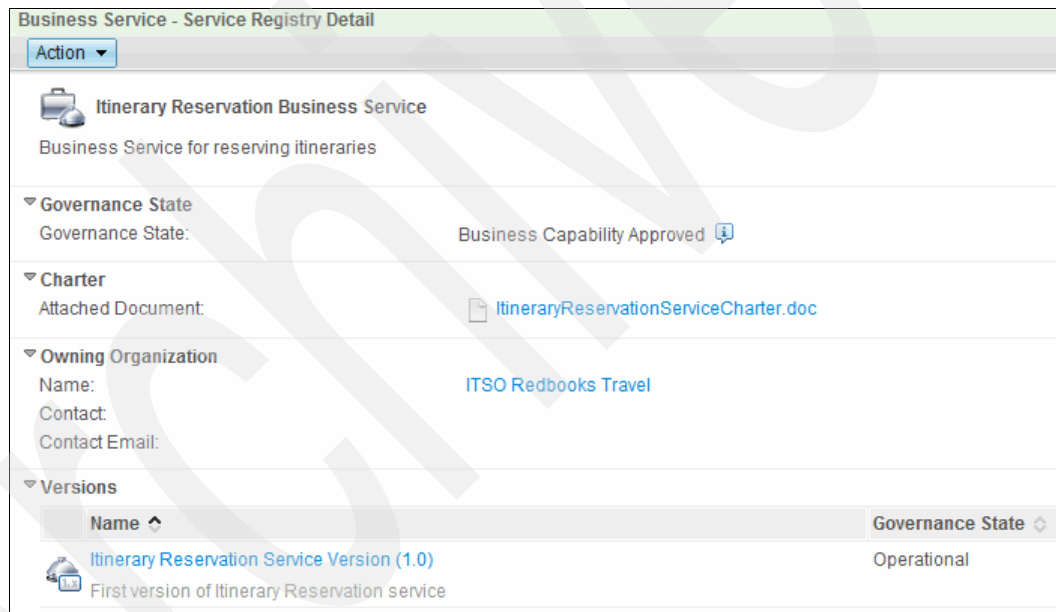 Business Service - Service Registry Detail
Action
Itinerary Reservation Business Service
Business Service for reserving itineraries
Governance State
Governance State: Business Capability Approved
Charter
Attached Document: ItineraryReservationServiceCharter.doc
Owning Organization
Name: ITSO Redbooks Travel
Contact:
Contact Email:
Versions
Name Governance State
Itinerary Reservation Service Version (1.0) Operational
First version of Itinerary Reservation service